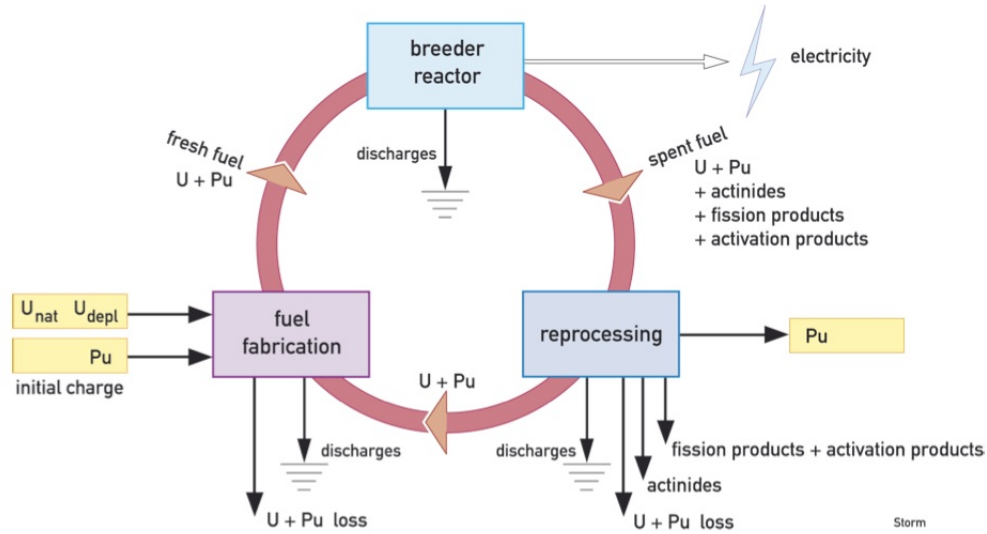 breeder
reactor
electricity
discharges
fresh fuel
U + Pu
spent fuel
U + Pu
+ actinides
+ fission products
+ activation products
Unat Udepl
Pu
initial charge
fuel
fabrication
reprocessing
Pu
U + Pu
discharges
U + Pu loss
discharges
fission products + activation products
actinides
U + Pu loss
Storm